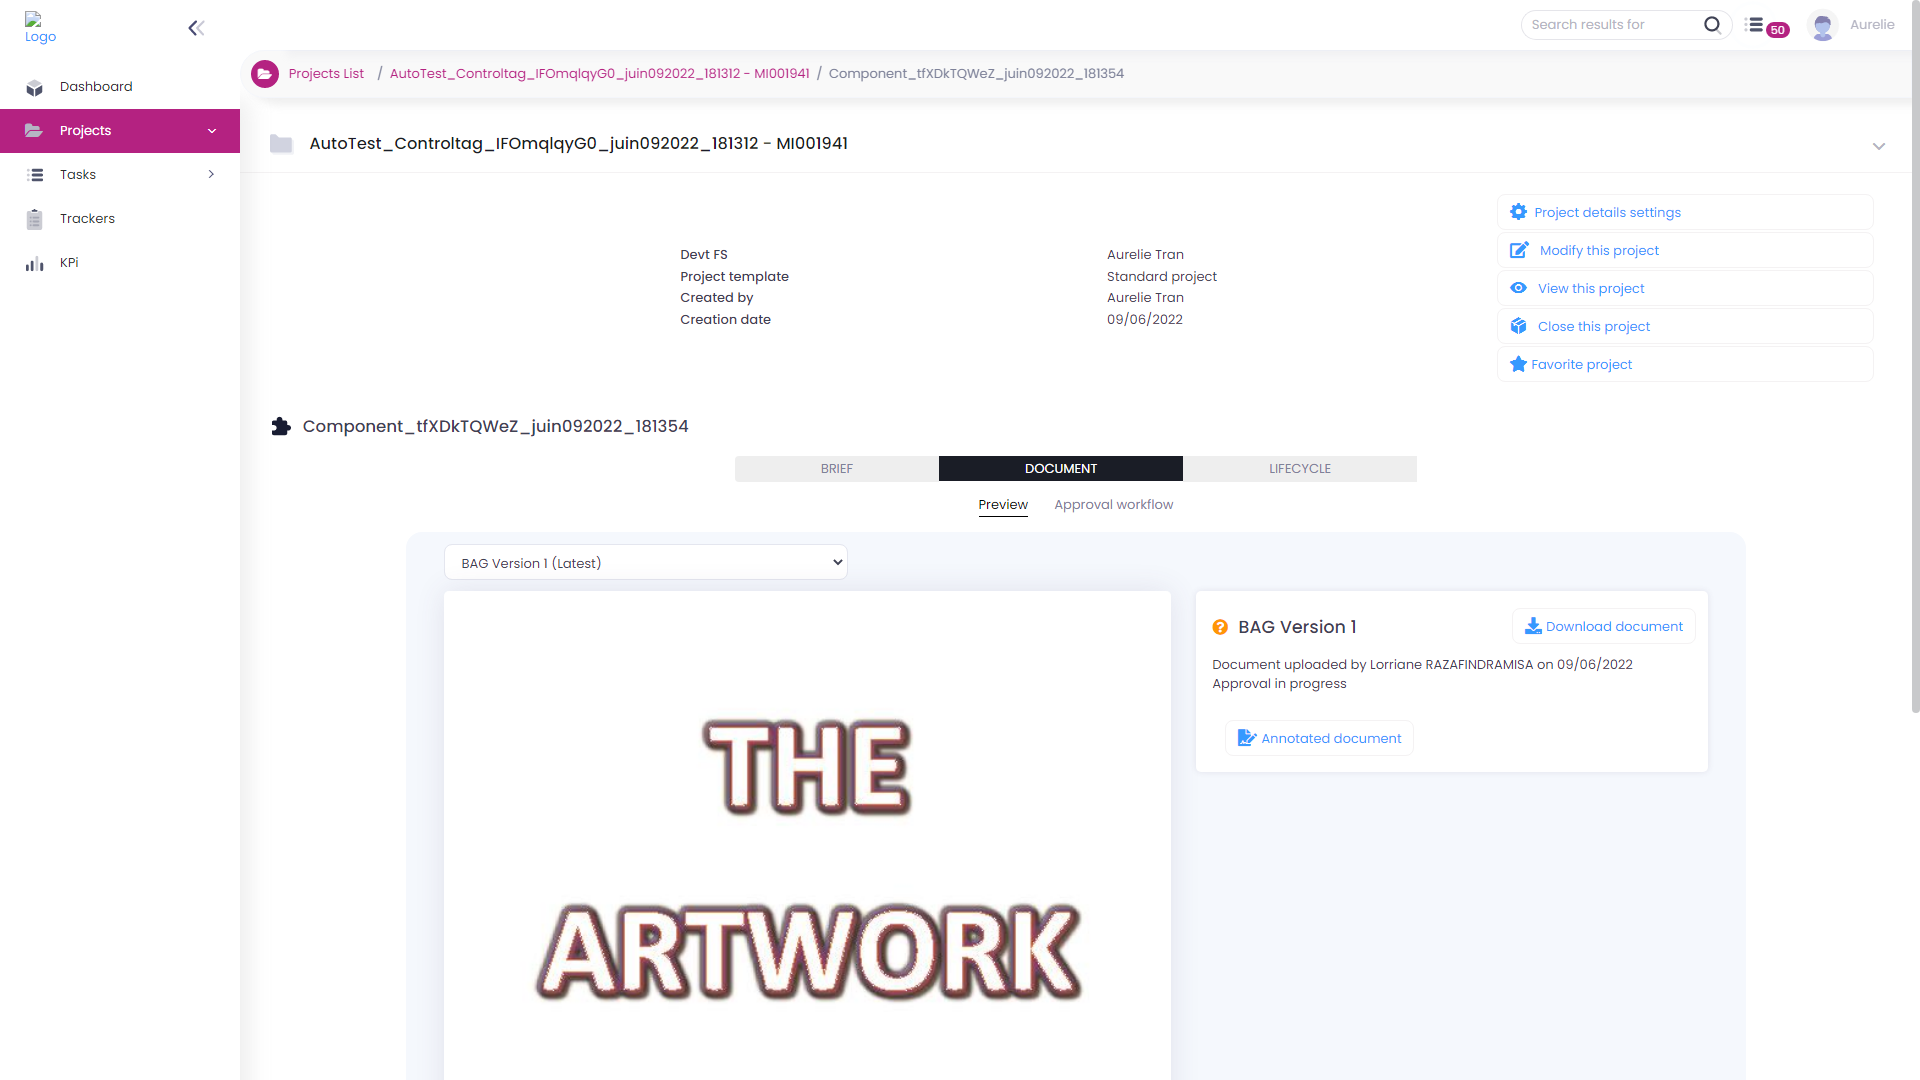 Logo
Search results for
50
Aurelie
Dashboard
Projects
Tasks
Trackers
KPi
Projects List / AutoTest_Controltag_IFOmqlqyG0_juin092022_181312 - MI001941 / Component_tfXDkTQWeZ_juin092022_181354
AutoTest_Controltag_IFOmqlqyG0_juin092022_181312 - MI001941
Devt FS Aurelie Tran
Project template Standard project
Created by Aurelie Tran
Creation date 09/06/2022
Project details settings
Modify this project
View this project
Close this project
Favorite project
Component_tfXDkTQWeZ_juin092022_181354
BRIEF DOCUMENT LIFECYCLE
Preview Approval workflow
BAG Version 1 (Latest)
THE
ARTWORK
BAG Version 1
Download document
Document uploaded by Lorriane RAZAFINDRAMISA on 09/06/2022
Approval in progress
Annotated document